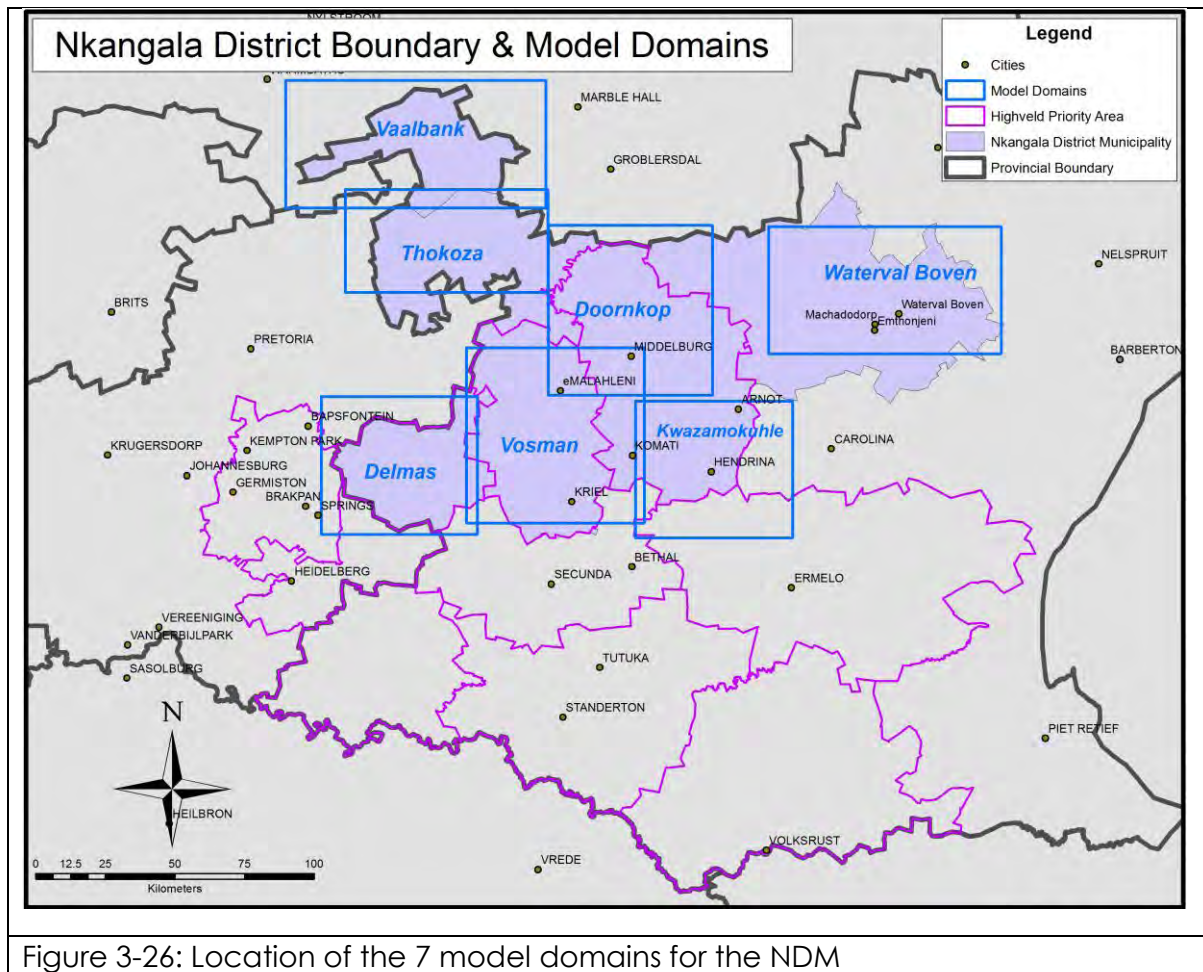 Nkangala District Boundary & Model Domains
Legend
Cities
Model Domains
Highveld Priority Area
Nkangala District Municipality
Provincial Boundary
MARBLE HALL
Vaalbank
GROBLERSDAL
Thokoza
NELSPRUIT
Waterval Boven
BRITS
Doornkop
Waterval Boven
Machadodorp
Emthonjeni
PRETORIA
MIDDELBURG
BARBERTON
eMALAHLENI
ARNOT
BAPSFONTEIN
Kwazamokuhle
KEMPTON PARK
Vosman
CAROLINA
KRUGERSDORP
KOMATI
JOHANNESBURG
Delmas
HENDRINA
GERMISTON
BRAKPAN
KRIEL
SPRINGS
BETHAL
HEIDELBERG
SECUNDA
ERMELO
VEREENIGING
VANDERBIJLPARK
TUTUKA
SASOLBURG
N
STANDERTON
PIET RETIEF
HEILBRON
VOLKSRUST
0 12.5 25 50 75 100
Kilometers
VREDE
Figure 3-26: Location of the 7 model domains for the NDM